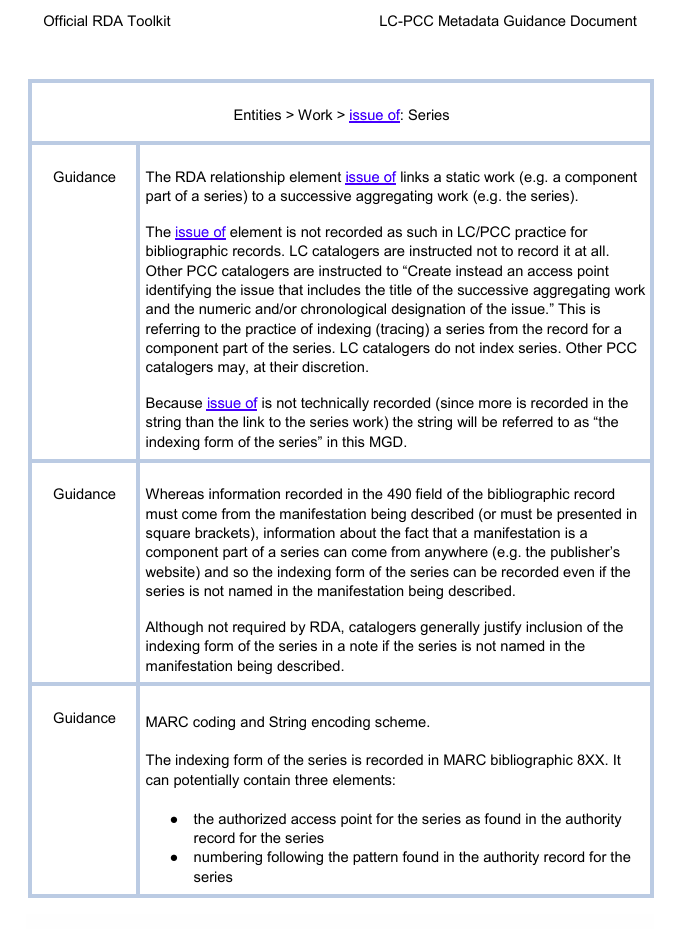 Official RDA Toolkit
LC-PCC Metadata Guidance Document
Entities > Work > issue of: Series
Guidance
The RDA relationship element issue of links a static work (e.g. a component
part of a series) to a successive aggregating work (e.g. the series).
The issue of element is not recorded as such in LC/PCC practice for
bibliographic records. LC catalogers are instructed not to record it at all.
Other PCC catalogers are instructed to “Create instead an access point
identifying the issue that includes the title of the successive aggregating work
and the numeric and/or chronological designation of the issue.” This is
referring to the practice of indexing (tracing) a series from the record for a
component part of the series. LC catalogers do not index series. Other PCC
catalogers may, at their discretion.
Because issue of is not technically recorded (since more is recorded in the
string than the link to the series work) the string will be referred to as “the
indexing form of the series” in this MGD.
Guidance
Whereas information recorded in the 490 field of the bibliographic record
must come from the manifestation being described (or must be presented in
square brackets), information about the fact that a manifestation is a
component part of a series can come from anywhere (e.g. the publisher’s
website) and so the indexing form of the series can be recorded even if the
series is not named in the manifestation being described.
Although not required by RDA, catalogers generally justify inclusion of the
indexing form of the series in a note if the series is not named in the
manifestation being described.
Guidance
MARC coding and String encoding scheme.
The indexing form of the series is recorded in MARC bibliographic 8XX. It
can potentially contain three elements:
● the authorized access point for the series as found in the authority
record for the series
● numbering following the pattern found in the authority record for the
series